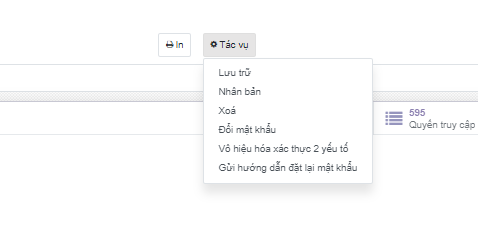 In
Tác vụ
Lưu trữ
Nhân bản
Xoá
Đổi mật khẩu
Vô hiệu hóa xác thực 2 yếu tố
Gửi hướng dẫn đặt lại mật khẩu
595
Quyền truy cập